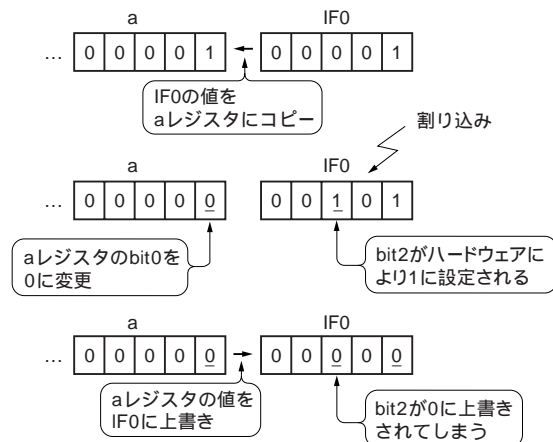 a IF0
… 0 0 0 0 1 0 0 0 0 1
IF0の値を
aレジスタにコピー
割り込み
a IF0
… 0 0 0 0 0 0 0 1 0 1
aレジスタのbit0を
0に変更
bit2がハードウェアに
より1に設定される
a IF0
… 0 0 0 0 0 0 0 0 0 0
aレジスタの値を
IF0に上書き
bit2が0に上書き
されてしまう